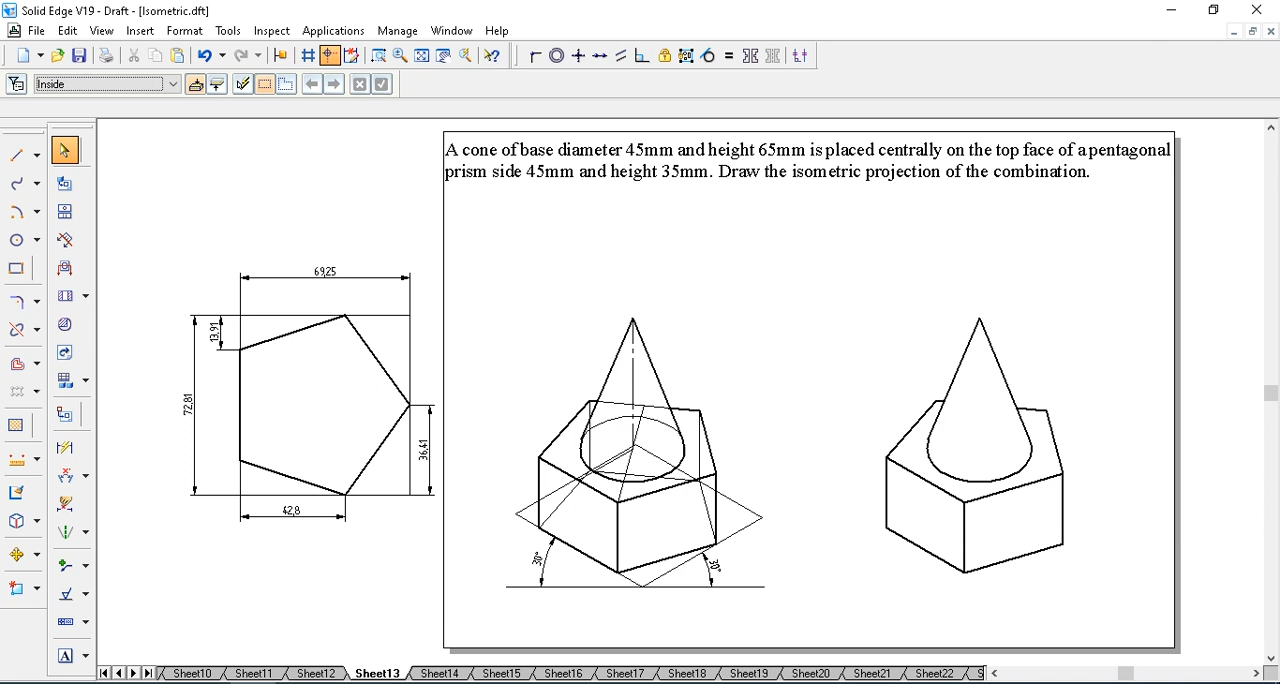 Solid Edge V19 - Draft - [Isometric.dft]
File Edit View Insert Format Tools Inspect Applications Manage Window Help
Inside
A cone of base diameter 45mm and height 65mm is placed centrally on the top face of a pentagonal
prism side 45mm and height 35mm. Draw the isometric projection of the combination.
69,25
13,91
72,81
36,41
42,8
30°
30°
Sheet10 Sheet11 Sheet12 Sheet13 Sheet14 Sheet15 Sheet16 Sheet17 Sheet18 Sheet19 Sheet20 Sheet21 Sheet22 S